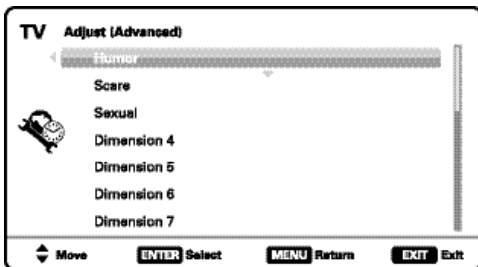 TV Adjust (Advanced)
Humor
Scare
Sexual
Dimension 4
Dimension 5
Dimension 6
Dimension 7
Move ENTER Select MENU Return EXIT Exit